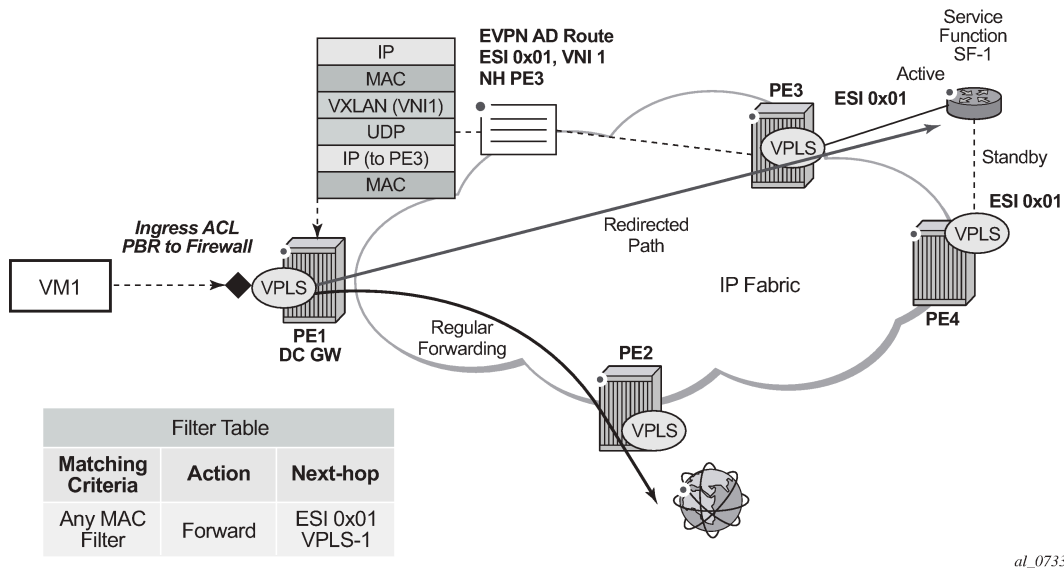 Service
Function
SF-1
EVPN AD Route
ESI 0x01, VNI 1
NH PE3
IP
MAC
VXLAN (VNI1)
UDP
IP (to PE3)
MAC
PE3
VPLS
ESI 0x01
Active
Standby
ESI 0x01
VPLS
PE4
Ingress ACL
PBR to Firewall
Redirected
Path
IP Fabric
VM1
VPLS
PE1
DC GW
Regular
Forwarding
PE2
VPLS
Filter Table
Matching
Criteria
Action
Next-hop
Any MAC
Filter
Forward
ESI 0x01
VPLS-1
al_0733